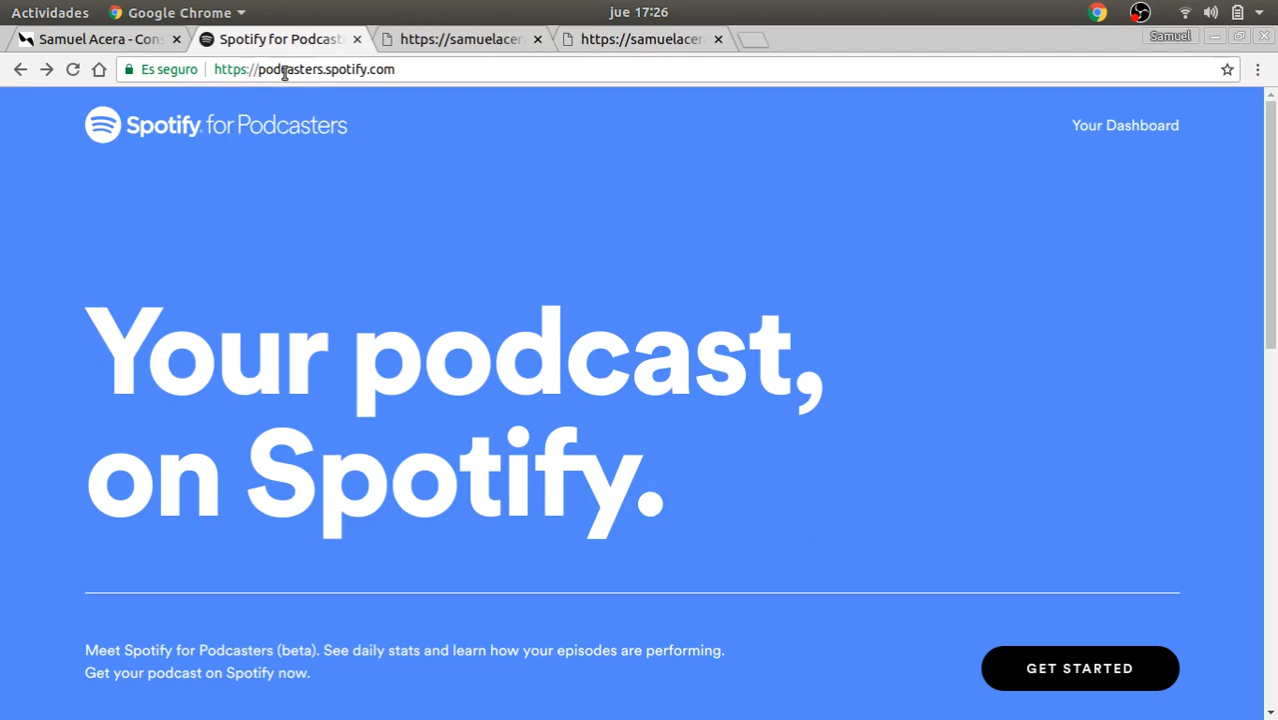 Actividades
Google Chrome
jue 17:26
Samuel Acera - Con
Spotify for Podcast
https://samuelacer
https://samuelacer
Samuel
Es seguro
https://podcasters.spotify.com
Spotify for Podcasters
Your Dashboard
Your podcast,
on Spotify.
Meet Spotify for Podcasters (beta). See daily stats and learn how your episodes are performing.
Get your podcast on Spotify now.
GET STARTED